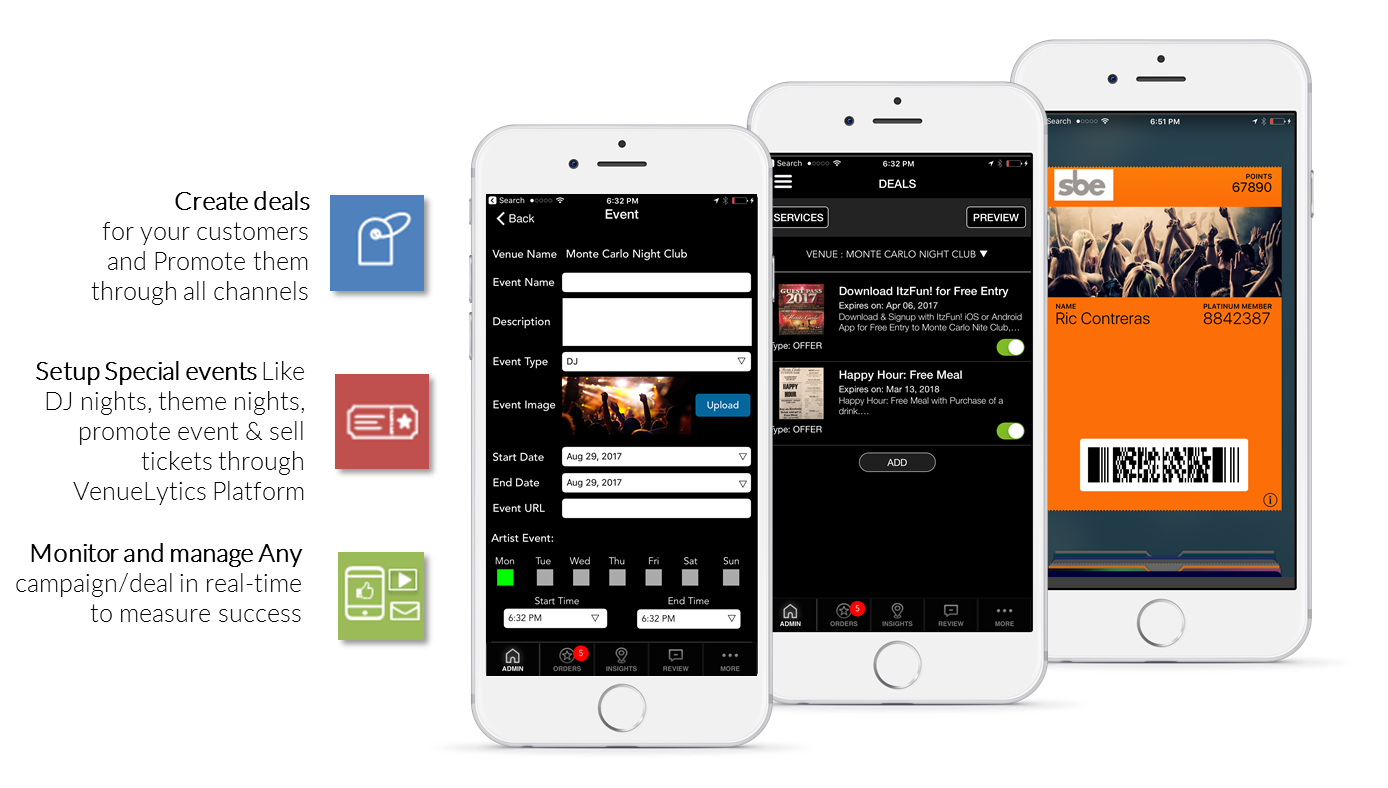 Create deals
for your customers
and Promote them
through all channels
Setup Special events Like
DJ nights, theme nights,
promote event & sell
tickets through
VenueLytics Platform
Monitor and manage Any
campaign/deal in real-time
to measure success
Search 6:32 PM
Back Event
Venue Name Monte Carlo Night Club
Event Name
Description
Event Type DJ
Event Image Upload
Start Date Aug 29, 2017
End Date Aug 29, 2017
Event URL
Artist Event:
Mon Tue Wed Thu Fri Sat Sun
Start Time End Time
6:32 PM 6:32 PM
5
ADMIN ORDERS INSIGHTS REVIEW MORE
Search 6:32 PM
DEALS
SERVICES PREVIEW
VENUE : MONTE CARLO NIGHT CLUB ▼
GUEST PASS
2017
Download ItzFun! for Free Entry
Expires on: Apr 06, 2017
Download & Signup with ItzFun! iOS or Android
App for Free Entry to Monte Carlo Nite Club,...
ype: OFFER
HAPPY
HOUR
Happy Hour: Free Meal
Expires on: Mar 13, 2018
Happy Hour: Free Meal with Purchase of a
drink....
ype: OFFER
ADD
5
ADMIN ORDERS INSIGHTS REVIEW MORE
Search 6:51 PM
sbe
POINTS
67890
NAME PLATINUM MEMBER
Ric Contreras 8842387